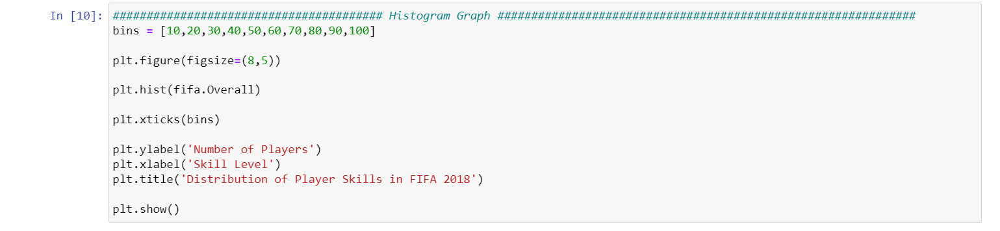 In [10]: ######################################## Histogram Graph ##############################################################
bins = [10,20,30,40,50,60,70,80,90,100]
plt.figure(figsize=(8,5))
plt.hist(fifa.Overall)
plt.xticks(bins)
plt.ylabel('Number of Players')
plt.xlabel('Skill Level')
plt.title('Distribution of Player Skills in FIFA 2018')
plt.show()